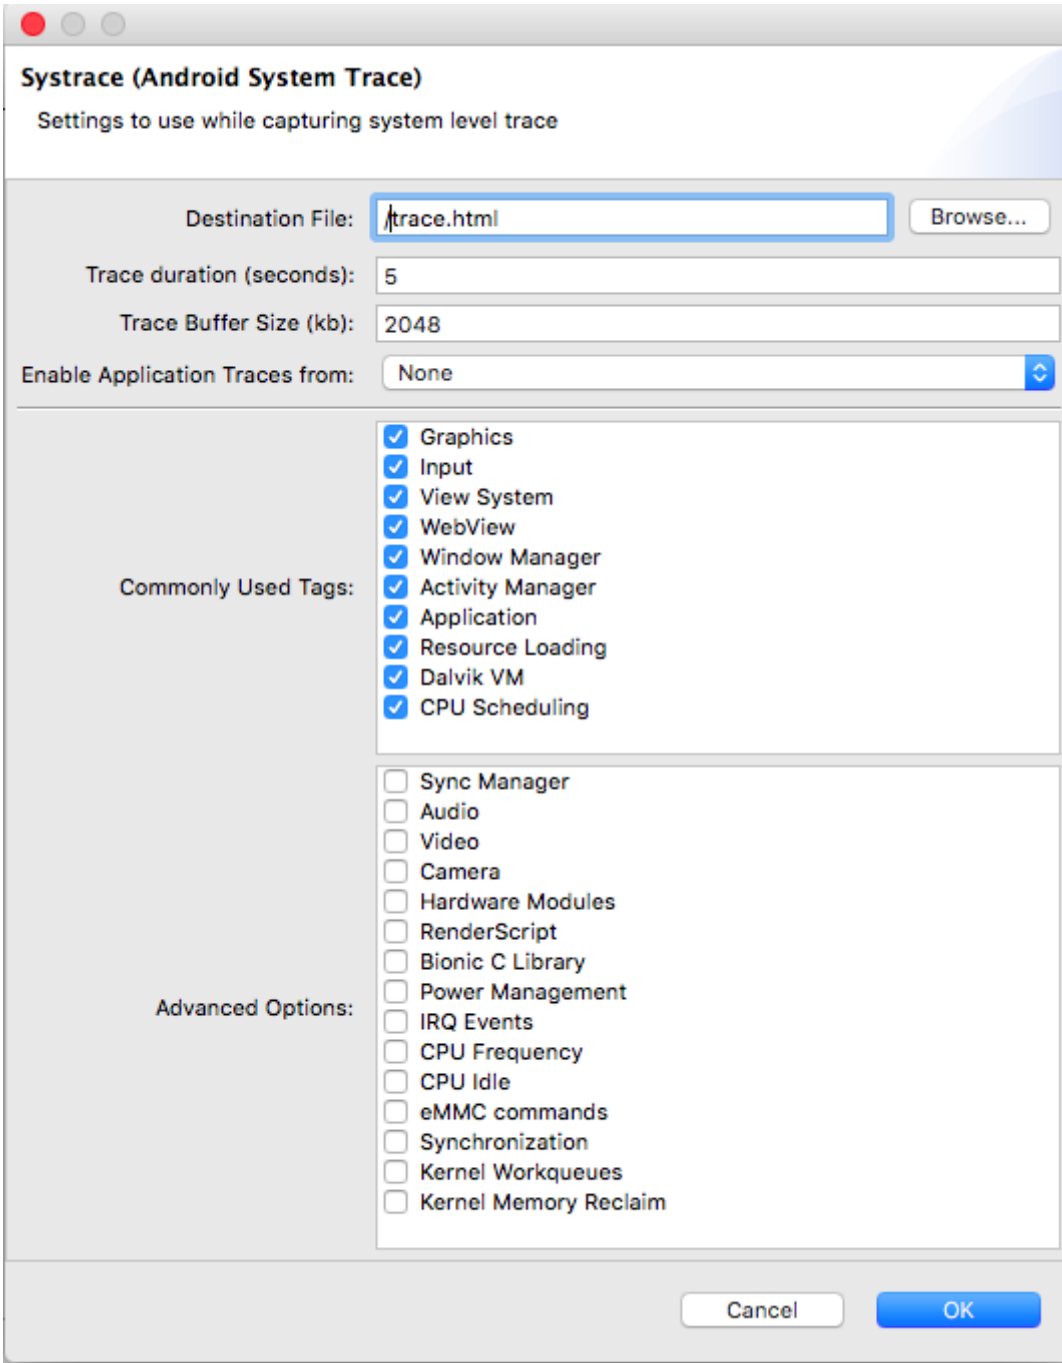 Systrace (Android System Trace)
Settings to use while capturing system level trace
Destination File: /trace.html Browse...
Trace duration (seconds): 5
Trace Buffer Size (kb): 2048
Enable Application Traces from: None
Commonly Used Tags:
Graphics
Input
View System
WebView
Window Manager
Activity Manager
Application
Resource Loading
Dalvik VM
CPU Scheduling
Advanced Options:
Sync Manager
Audio
Video
Camera
Hardware Modules
RenderScript
Bionic C Library
Power Management
IRQ Events
CPU Frequency
CPU Idle
eMMC commands
Synchronization
Kernel Workqueues
Kernel Memory Reclaim
Cancel OK